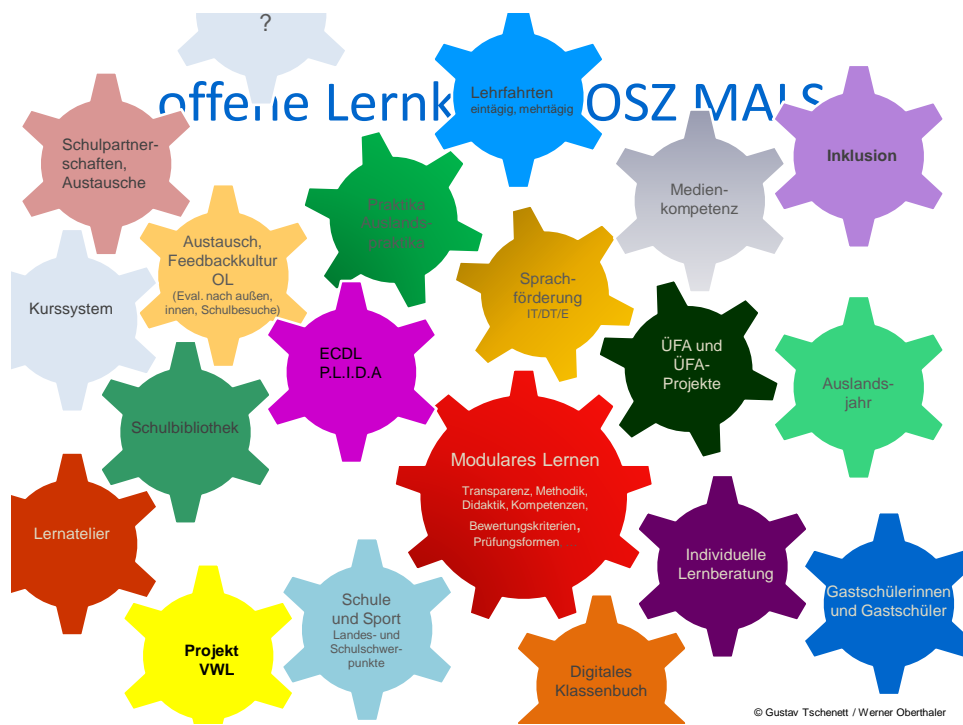 ?
offene Lernk
Lehrfahrten
eintägig, mehrtägig
OSZ MALS
Schulpartner-
schaften,
Austausche
Inklusion
Medien-
kompetenz
Praktika
Auslands-
praktika
Austausch,
Feedbackkultur
OL
(Eval. nach außen,
innen, Schulbesuche)
Sprach-
förderung
IT/DT/E
Kurssystem
ECDL
P.L.I.D.A
ÜFA und
ÜFA-
Projekte
Auslands-
jahr
Schulbibliothek
Modulares Lernen
Transparenz, Methodik,
Didaktik, Kompetenzen,
Bewertungskriterien,
Prüfungsformen
Lernatelier
Individuelle
Lernberatung
Gastschülerinnen
und Gastschüler
Schule
und Sport
Landes- und
Schulschwer-
punkte
Projekt
VWL
Digitales
Klassenbuch
© Gustav Tschenett / Werner Oberthaler